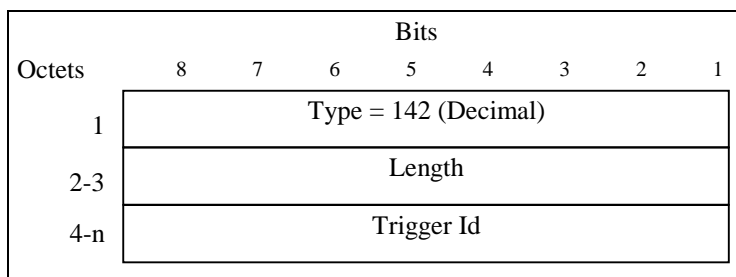 Bits
Octets 8 7 6 5 4 3 2 1
1 Type = 142 (Decimal)
2-3 Length
4-n Trigger Id